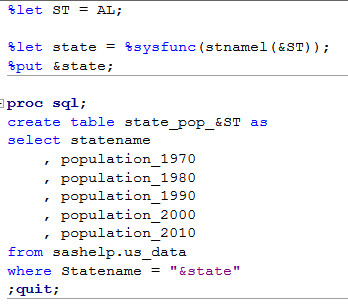 %let ST = AL;
%let state = %sysfunc(stnamel(&ST));
%put &state;
proc sql;
create table state_pop_&ST as
select statename
, population_1970
, population_1980
, population_1990
, population_2000
, population_2010
from sashelp.us_data
where Statename = "&state"
;quit;